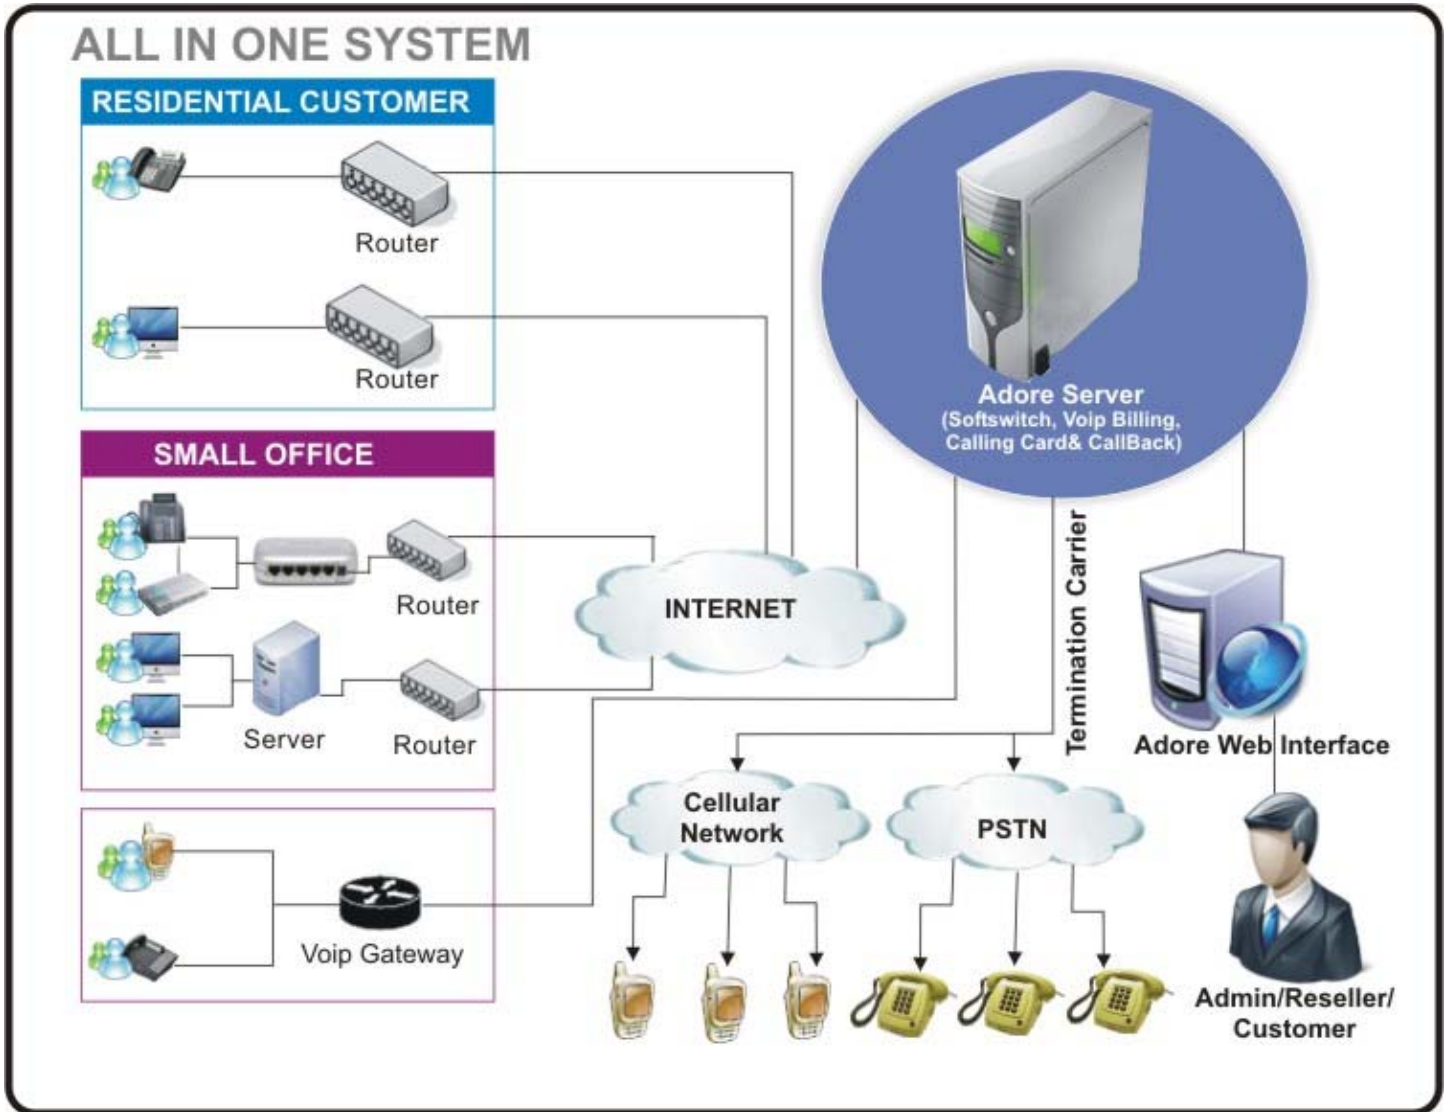 ALL IN ONE SYSTEM
RESIDENTIAL CUSTOMER
Router
Router
SMALL OFFICE
Router
Server
Router
Voip Gateway
INTERNET
Adore Server
(Softswitch, Voip Billing,
Calling Card& CallBack)
Termination Carrier
Cellular
Network
PSTN
Adore Web Interface
Admin/Reseller/
Customer